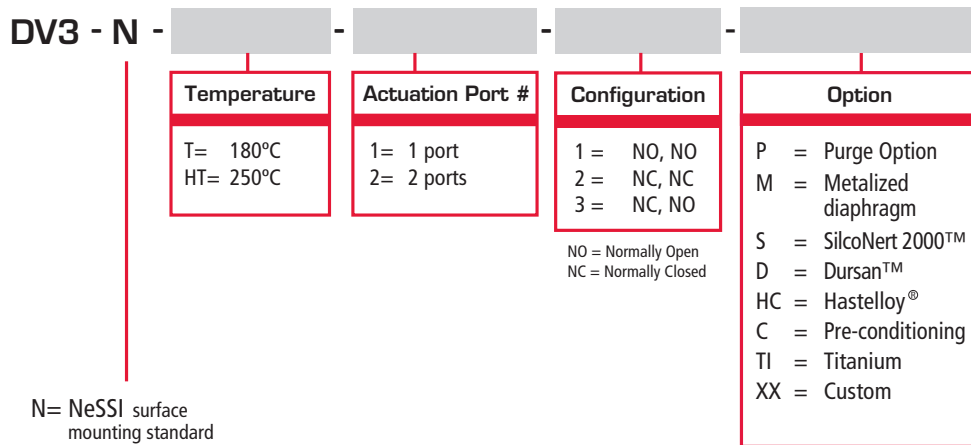 DV3 - N - - - -
Temperature
T= 180ºC
HT= 250ºC
Actuation Port #
1= 1 port
2= 2 ports
Configuration
1 = NO, NO
2 = NC, NC
3 = NC, NO
NO = Normally Open
NC = Normally Closed
Option
P = Purge Option
M = Metalized
diaphragm
S = SilcoNert 2000™
D = Dursan™
HC = Hastelloy®
C = Pre-conditioning
TI = Titanium
XX = Custom
N= NeSSI surface
mounting standard